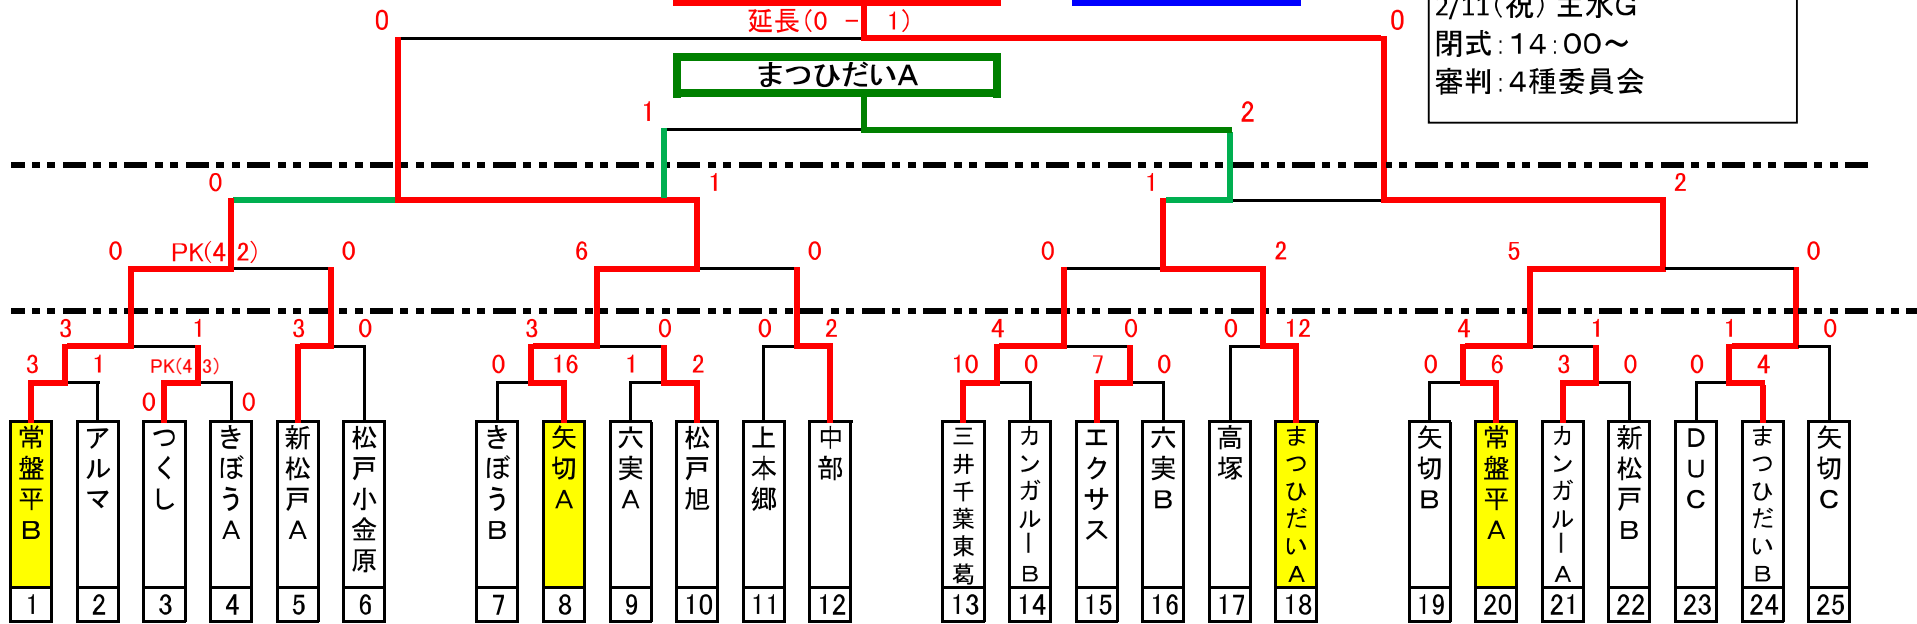 2/11(祝) 主水G
閉式:14:00～
審判:4種委員会
0 延長(0 － 1) 0
まつひだいA
1 2
0 1 1 2
0 PK(4 2) 0 6 0 0 2 5 0
3 1 3 0 3 0 0 2 4 0 0 12 4 1 1 0
3 1 PK(4 3) 0 16 1 2 10 0 7 0 0 6 3 0 0 4
0 0
常盤平B
アルマ
つくし
きぼうA
新松戸A
松戸小金原
きぼうB
矢切A
六実A
松戸旭
上本郷
中部
三井千葉東葛
カンガルーB
エクサス
六実B
高塚
まつひだいA
矢切B
常盤平A
カンガルーA
新松戸B
DUC
まつひだいB
矢切C
1 2 3 4 5 6 7 8 9 10 11 12 13 14 15 16 17 18 19 20 21 22 23 24 25